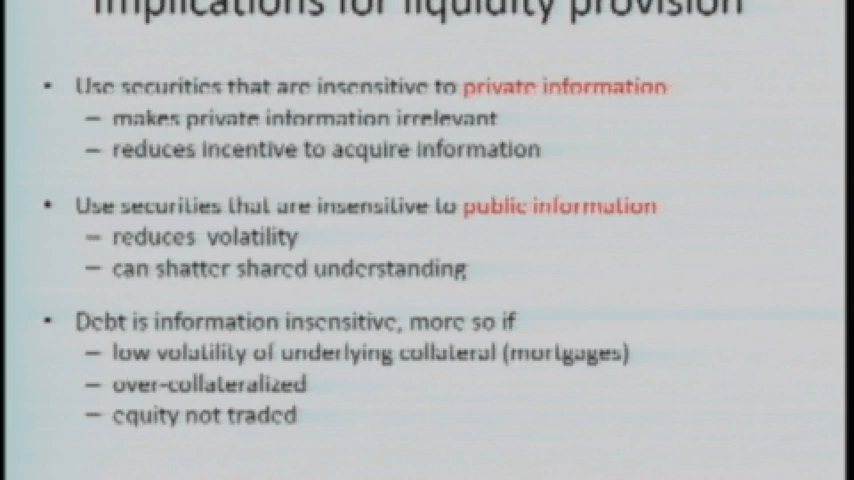 Implications for liquidity provision
• Use securities that are insensitive to private information
– makes private information irrelevant
– reduces incentive to acquire information
• Use securities that are insensitive to public information
– reduces volatility
– can shatter shared understanding
• Debt is information insensitive, more so if
– low volatility of underlying collateral (mortgages)
– over-collateralized
– equity not traded